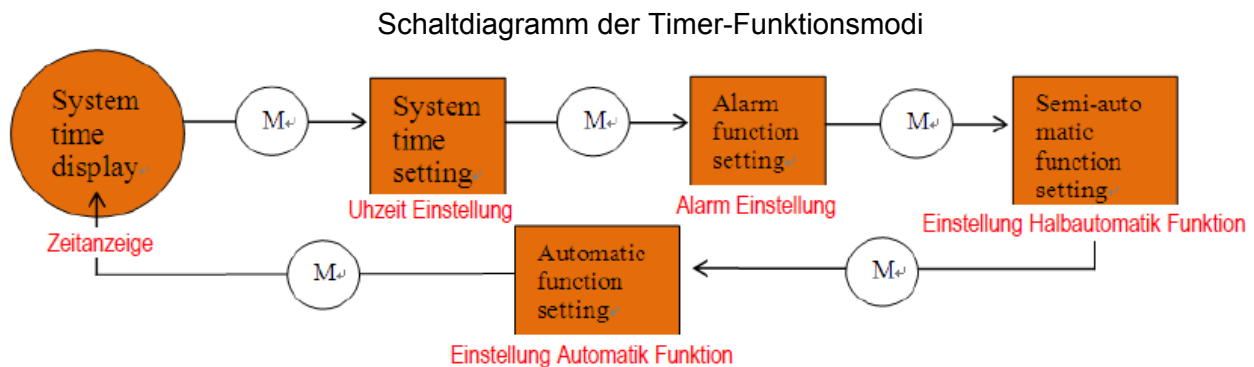 Schaltdiagramm der Timer-Funktionsmodi
System
time
display
M
System
time
setting
M
Alarm
function
setting
M
Semi-auto
matic
function
setting
Uhzeit Einstellung
Alarm Einstellung
Einstellung Halbautomatik Funktion
Zeitanzeige
M
Automatic
function
setting
M
Einstellung Automatik Funktion